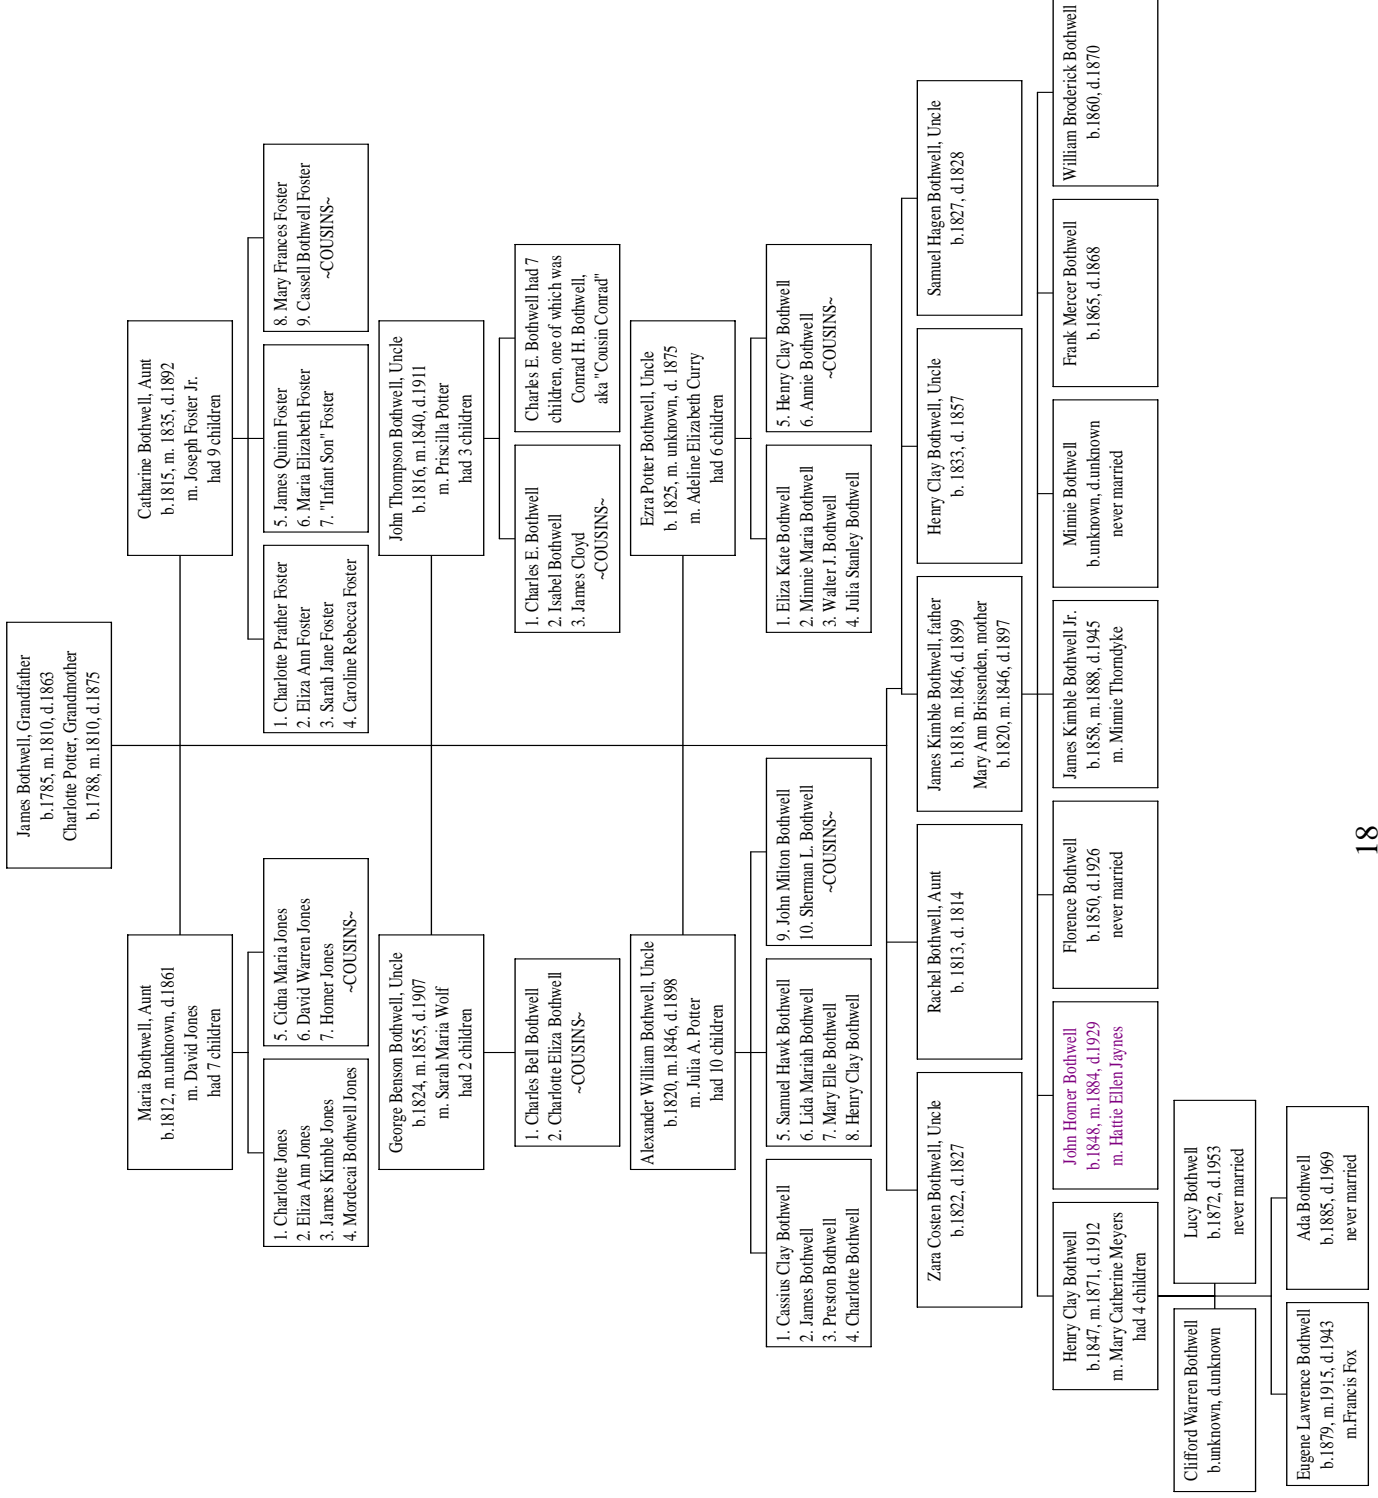 James Bothwell, Grandfather
b.1785, m.1810, d.1863
Charlotte Potter, Grandmother
b.1788, m.1810, d.1875
Maria Bothwell, Aunt
b.1812, m.unknown, d.1861
m. David Jones
had 7 children
Catharine Bothwell, Aunt
b.1815, m. 1835, d.1892
m. Joseph Foster Jr.
had 9 children
1. Charlotte Jones
2. Eliza Ann Jones
3. James Kimble Jones
4. Mordecai Bothwell Jones
5. Cidna Maria Jones
6. David Warren Jones
7. Homer Jones
~COUSINS~
1. Charlotte Prather Foster
2. Eliza Ann Foster
3. Sarah Jane Foster
4. Caroline Rebecca Foster
5. James Quinn Foster
6. Maria Elizabeth Foster
7. "Infant Son" Foster
8. Mary Frances Foster
9. Cassell Bothwell Foster
~COUSINS~
George Benson Bothwell, Uncle
b.1824, m.1855, d.1907
m. Sarah Maria Wolf
had 2 children
John Thompson Bothwell, Uncle
b.1816, m.1840, d.1911
m. Priscilla Potter
had 3 children
1. Charles Bell Bothwell
2. Charlotte Eliza Bothwell
~COUSINS~
1. Charles E. Bothwell
2. Isabel Bothwell
3. James Cloyd
~COUSINS~
Charles E. Bothwell had 7
children, one of which was
Conrad H. Bothwell,
aka "Cousin Conrad"
Alexander William Bothwell, Uncle
b.1820, m.1846, d.1898
m. Julia A. Potter
had 10 children
Ezra Potter Bothwell, Uncle
b. 1825, m. unknown, d. 1875
m. Adeline Elizabeth Curry
had 6 children
1. Cassius Clay Bothwell
2. James Bothwell
3. Preston Bothwell
4. Charlotte Bothwell
5. Samuel Hawk Bothwell
6. Lida Mariah Bothwell
7. Mary Elle Bothwell
8. Henry Clay Bothwell
9. John Milton Bothwell
10. Sherman L. Bothwell
~COUSINS~
1. Eliza Kate Bothwell
2. Minnie Maria Bothwell
3. Walter J. Bothwell
4. Julia Stanley Bothwell
5. Henry Clay Bothwell
6. Annie Bothwell
~COUSINS~
Zara Costen Bothwell, Uncle
b.1822, d.1827
Rachel Bothwell, Aunt
b. 1813, d. 1814
James Kimble Bothwell, father
b.1818, m.1846, d.1899
Mary Ann Brissenden, mother
b.1820, m.1846, d.1897
Henry Clay Bothwell, Uncle
b. 1833, d. 1857
Samuel Hagen Bothwell, Uncle
b.1827, d.1828
Henry Clay Bothwell
b.1847, m.1871, d.1912
m. Mary Catherine Meyers
had 4 children
John Homer Bothwell
b.1848, m.1884, d.1929
m. Hattie Ellen Jaynes
Florence Bothwell
b.1850, d.1926
never married
James Kimble Bothwell Jr.
b.1858, m.1888, d.1945
m. Minnie Thorndyke
Minnie Bothwell
b.unknown, d.unknown
never married
Frank Mercer Bothwell
b.1865, d.1868
William Broderick Bothwell
b.1860, d.1870
Clifford Warren Bothwell
b.unknown, d.unknown
Lucy Bothwell
b.1872, d.1953
never married
Eugene Lawrence Bothwell
b.1879, m.1915, d.1943
m.Francis Fox
Ada Bothwell
b.1885, d.1969
never married
18